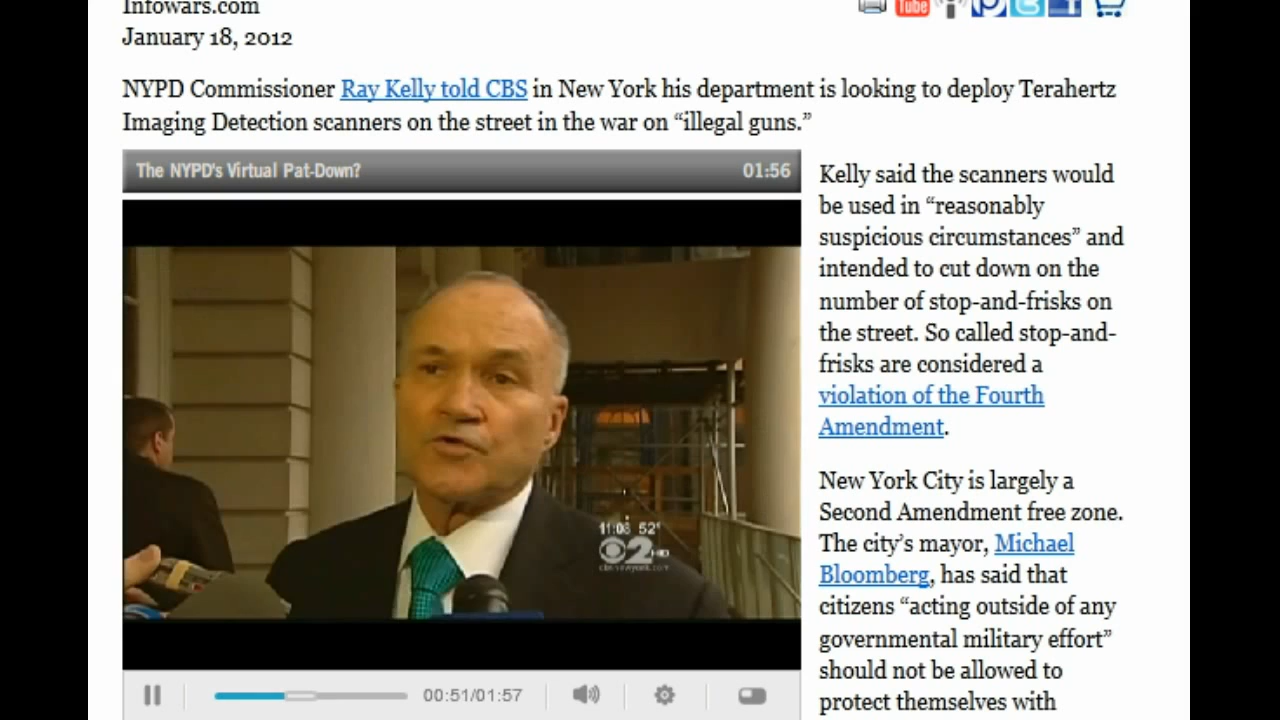 Infowars.com
January 18, 2012
Tube
NYPD Commissioner Ray Kelly told CBS in New York his department is looking to deploy Terahertz
Imaging Detection scanners on the street in the war on “illegal guns.”
The NYPD's Virtual Pat-Down?
01:56
11:08 52°
2 HD
cbsnewyork.com
00:51/01:57
Kelly said the scanners would
be used in “reasonably
suspicious circumstances” and
intended to cut down on the
number of stop-and-frisks on
the street. So called stop-and-
frisks are considered a
violation of the Fourth
Amendment.
New York City is largely a
Second Amendment free zone.
The city’s mayor, Michael
Bloomberg, has said that
citizens “acting outside of any
governmental military effort”
should not be allowed to
protect themselves with